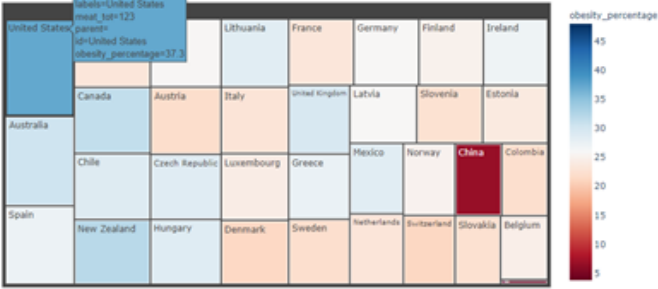 labels=United States
meat_tot=123
parent=
id=United States
obesity_percentage=37.3
obesity_percentage
United States
Lithuania
France
Germany
Finland
Ireland
Canada
Austria
Italy
United Kingdom
Latvia
Slovenia
Estonia
Australia
Chile
Czech Republic
Luxembourg
Greece
Mexico
Norway
China
Colombia
Spain
New Zealand
Hungary
Denmark
Sweden
Netherlands
Switzerland
Slovakia
Belgium
45
40
35
30
25
20
15
10
5